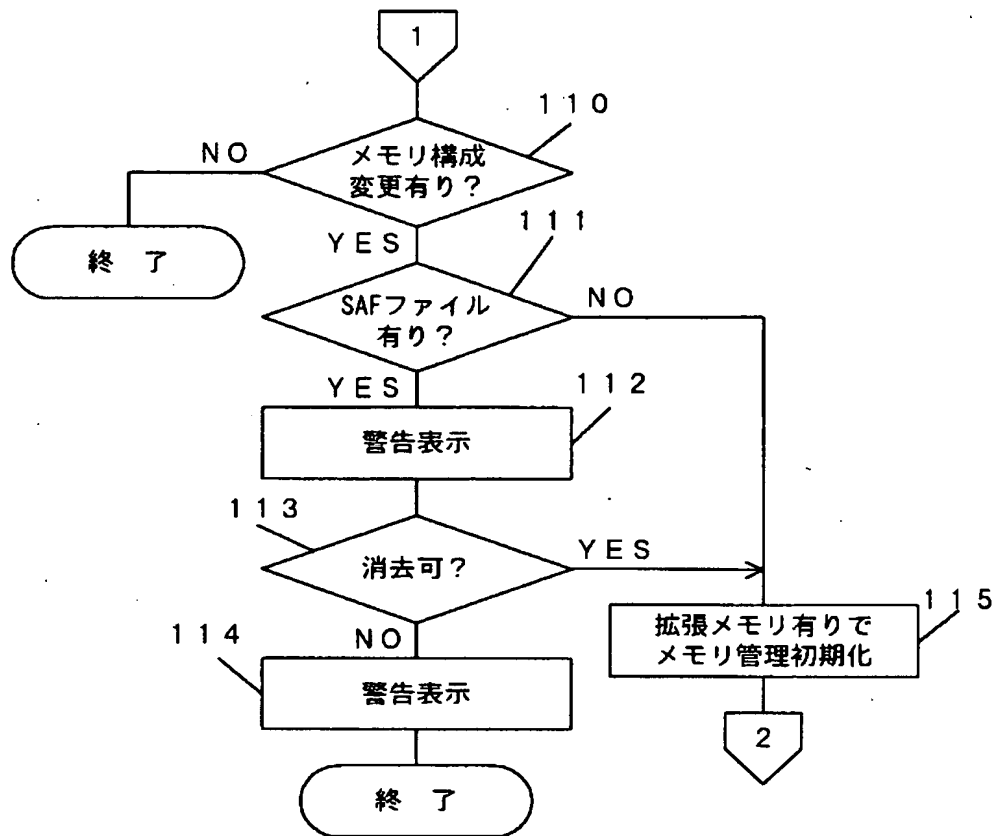 1
110
メモリ構成
変更有り？
NO
終 了
YES
111
SAFファイル
有り？
NO
YES
112
警告表示
113
消去可？
YES
115
拡張メモリ有りで
メモリ管理初期化
NO
114
警告表示
2
終 了